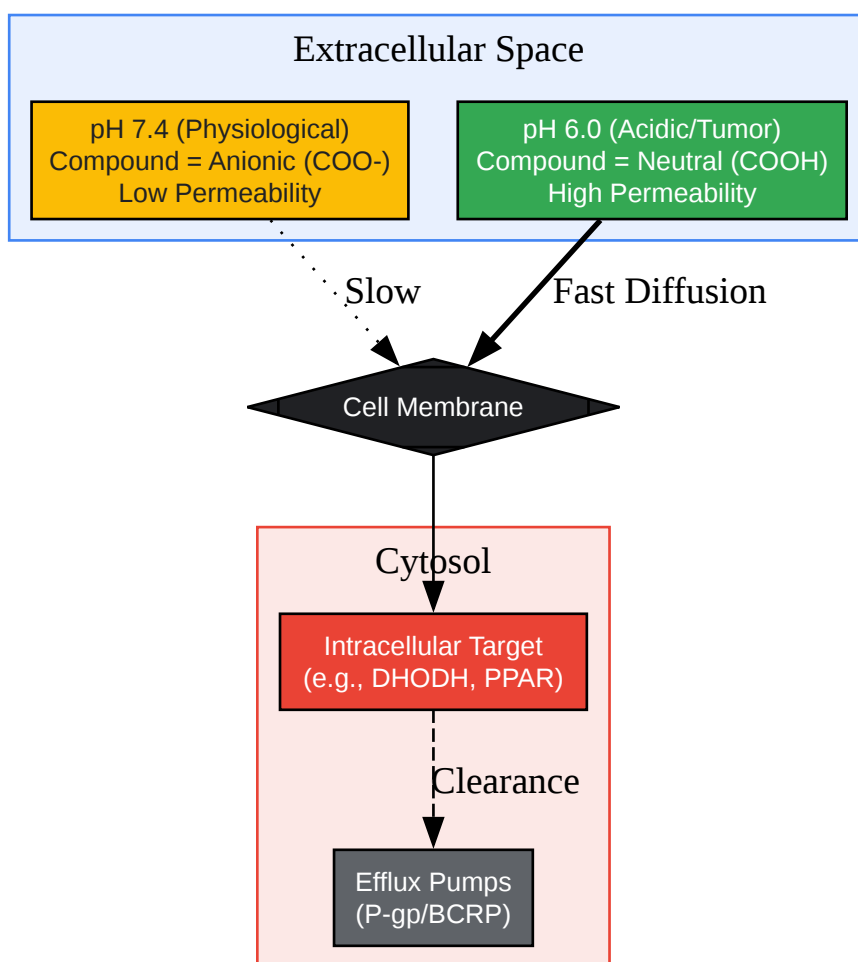 Extracellular Space
pH 7.4 (Physiological)
Compound = Anionic (COO-)
Low Permeability
pH 6.0 (Acidic/Tumor)
Compound = Neutral (COOH)
High Permeability
Slow
Fast Diffusion
Cell Membrane
Cytosol
Intracellular Target
(e.g., DHODH, PPAR)
Clearance
Efflux Pumps
(P-gp/BCRP)